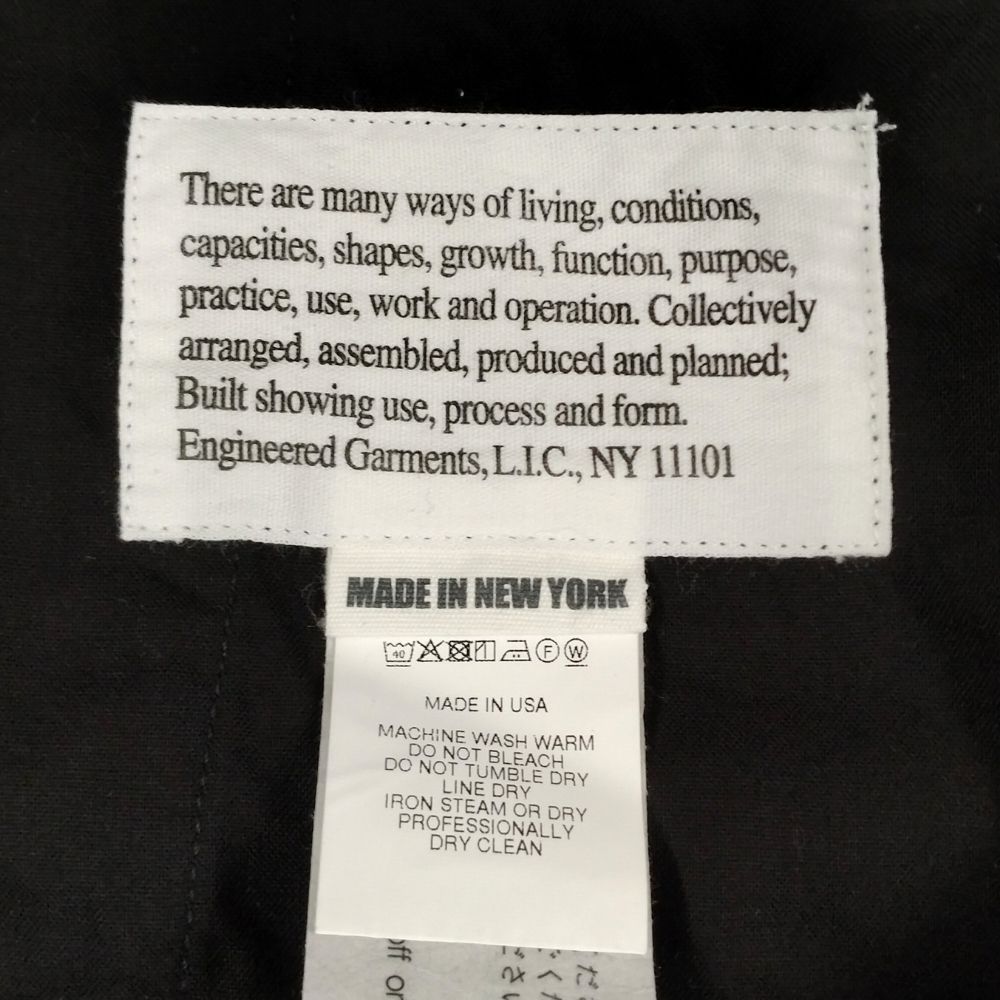 There are many ways of living, conditions,
capacities, shapes, growth, function, purpose,
practice, use, work and operation. Collectively
arranged, assembled, produced and planned;
Built showing use, process and form.
Engineered Garments, L.I.C., NY 11101
MADE IN NEW YORK
40 F W
MADE IN USA
MACHINE WASH WARM
DO NOT BLEACH
DO NOT TUMBLE DRY
LINE DRY
IRON STEAM OR DRY
PROFESSIONALLY
DRY CLEAN
off or